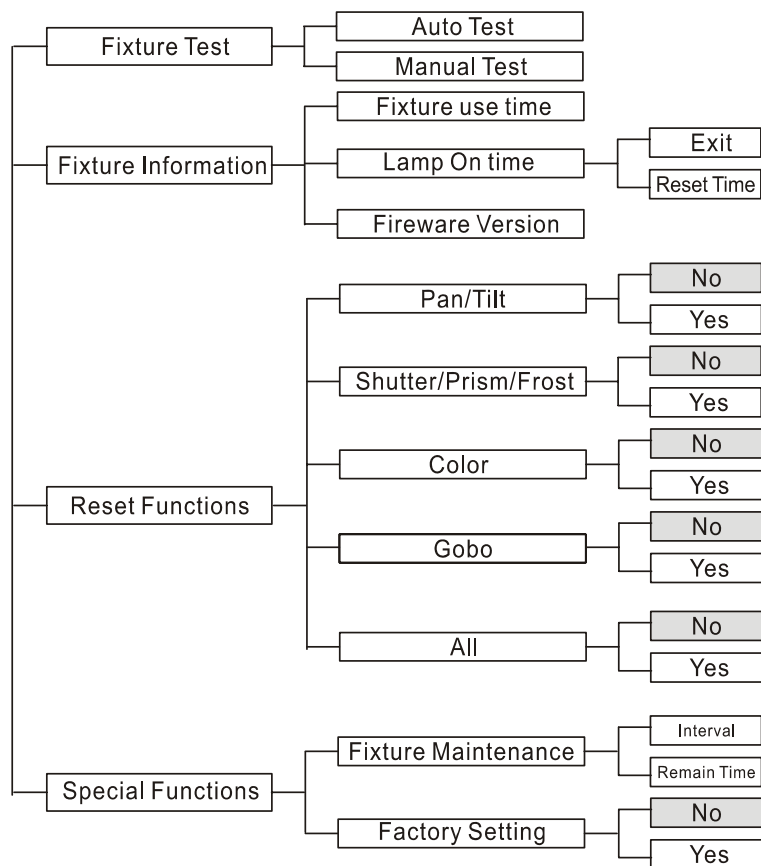 Fixture Test
Auto Test
Manual Test
Fixture Information
Fixture use time
Lamp On time
Exit
Reset Time
Fireware Version
Reset Functions
Pan/Tilt
No
Yes
Shutter/Prism/Frost
No
Yes
Color
No
Yes
Gobo
No
Yes
All
No
Yes
Special Functions
Fixture Maintenance
Interval
Remain Time
Factory Setting
No
Yes